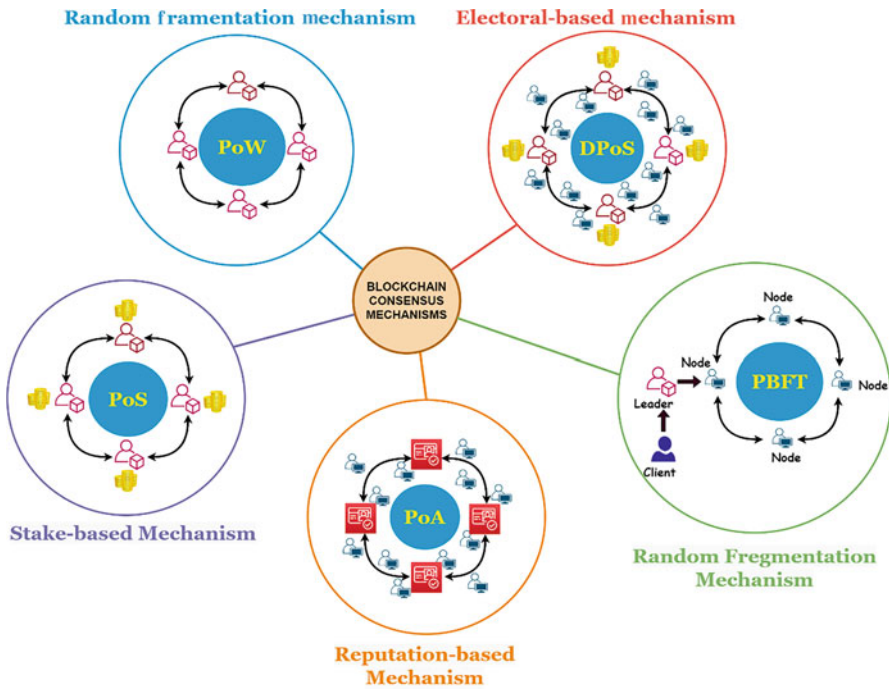 Random framentation mechanism
Electoral-based mechanism
PoW
DPoS
BLOCKCHAIN
CONSENSUS
MECHANISMS
PoS
Stake-based Mechanism
PoA
Reputation-based
Mechanism
Node
Node
PBFT
Node
Leader
Node
Client
Random Fregmentation
Mechanism